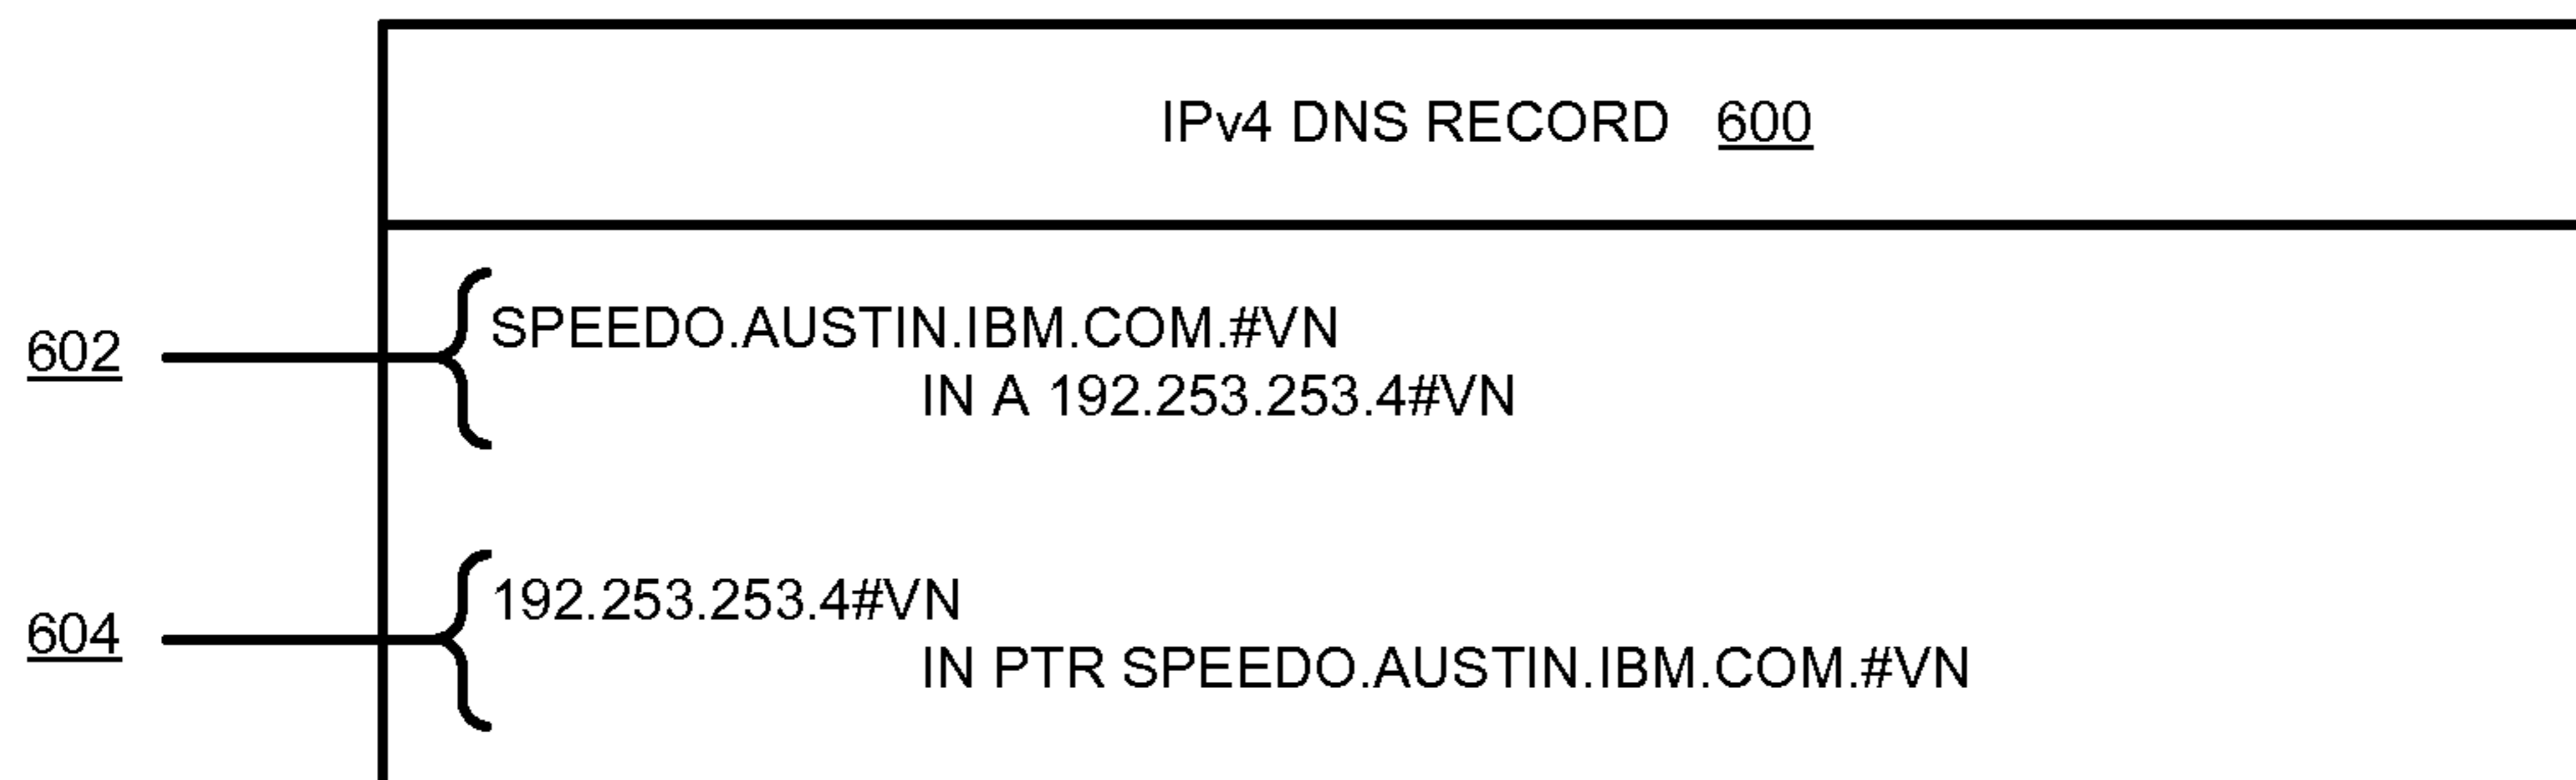 IPv4 DNS RECORD 600
602
SPEEDO.AUSTIN.IBM.COM.#VN
IN A 192.253.253.4#VN
604
192.253.253.4#VN
IN PTR SPEEDO.AUSTIN.IBM.COM.#VN